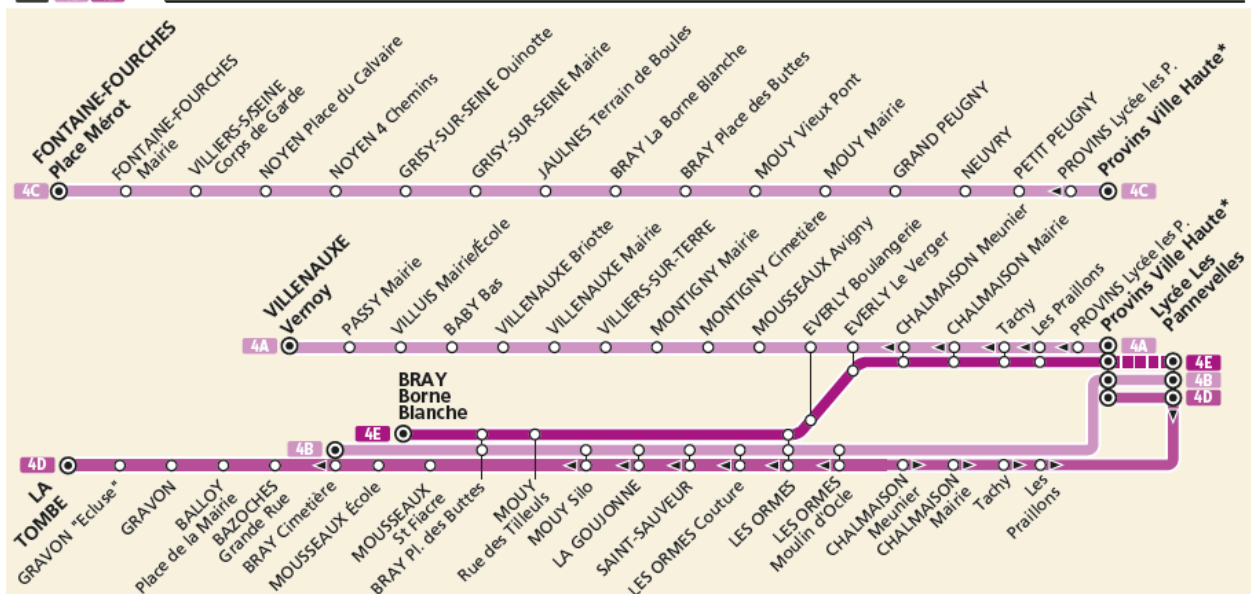 FONTAINE-FOURCHES
Place Mérot
FONTAINE-FOURCHES
Mairie
VILLIERS-S/SEINE
Corps de Garde
NOYEN Place du Calvaire
NOYEN 4 Chemins
GRISY-SUR-SEINE Ouinotte
GRISY-SUR-SEINE Mairie
JAULNES Terrain de Boules
BRAY La Borne Blanche
BRAY Place des Buttes
MOUY Vieux Pont
MOUY Mairie
GRAND PEUGNY
NEUVRY
PETIT PEUGNY
PROVINS Lycée les P.
Provins Ville Haute*
4C
4C
VILLENAUXE
Vernoy
PASSY Mairie
VILLUIS Mairie/École
BABY Bas
VILLENAUXE Briotte
VILLENAUXE Mairie
VILLIERS-SUR-TERRE
MONTIGNY Mairie
MONTIGNY Cimetière
MOUSSEAUX Avigny
EVERLY Boulangerie
EVERLY Le Verger
CHALMAISON Meunier
CHALMAISON Mairie
Tachy
Les Praillons
PROVINS Lycée les P.
Provins Ville Haute*
Lycée Les
Pannevelles
4A
4A
4E
4B
4D
BRAY
Borne
Blanche
4E
4B
4D
LA
TOMBE
GRAVON "Ecluse"
GRAVON
BALLOY
Place de la Mairie
BAZOCHES
Grande Rue
BRAY Cimetière
MOUSSEAUX École
MOUSSEAUX
St Fiacre
BRAY Pl. des Buttes
MOUY
Rue des Tilleuls
MOUY Silo
LA GOUJONNE
SAINT-SAUVEUR
LES ORMES Couture
LES ORMES
LES ORMES
Moulin d'Ocle
CHALMAISON
Meunier
CHALMAISON
Mairie
Tachy
Les
Praillons